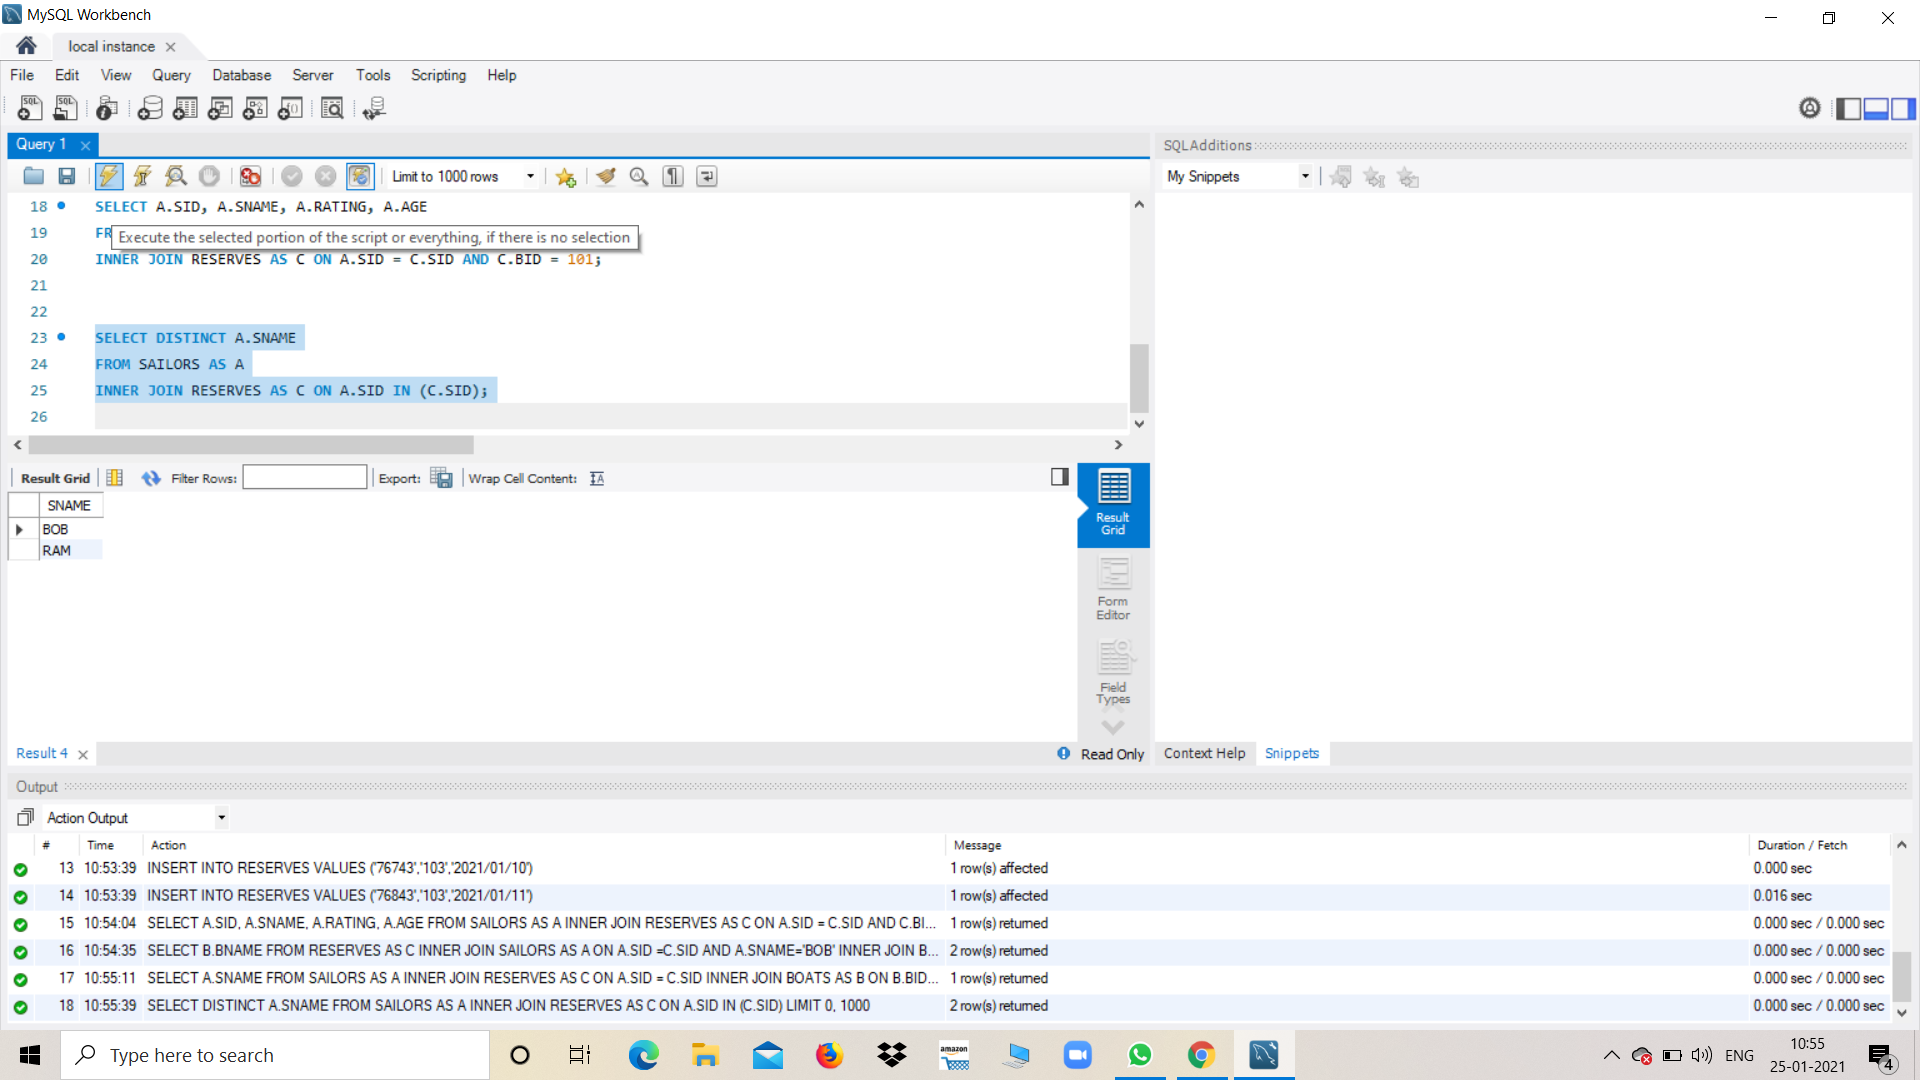 MySQL Workbench
local instance
File Edit View Query Database Server Tools Scripting Help
Query 1
SQLAdditions
Limit to 1000 rows
My Snippets
18 SELECT A.SID, A.SNAME, A.RATING, A.AGE
19 FR
Execute the selected portion of the script or everything, if there is no selection
20 INNER JOIN RESERVES AS C ON A.SID = C.SID AND C.BID = 101;
21
22
23 SELECT DISTINCT A.SNAME
24 FROM SAILORS AS A
25 INNER JOIN RESERVES AS C ON A.SID IN (C.SID);
26
Result Grid Filter Rows: Export: Wrap Cell Content:
SNAME
BOB
RAM
Result
Grid
Form
Editor
Field
Types
Result 4
Read Only
Context Help Snippets
Output
Action Output
# Time Action Message Duration / Fetch
13 10:53:39 INSERT INTO RESERVES VALUES ('76743','103','2021/01/10') 1 row(s) affected 0.000 sec
14 10:53:39 INSERT INTO RESERVES VALUES ('76843','103','2021/01/11') 1 row(s) affected 0.016 sec
15 10:54:04 SELECT A.SID, A.SNAME, A.RATING, A.AGE FROM SAILORS AS A INNER JOIN RESERVES AS C ON A.SID = C.SID AND C.BI... 1 row(s) returned 0.000 sec / 0.000 sec
16 10:54:35 SELECT B.BNAME FROM RESERVES AS C INNER JOIN SAILORS AS A ON A.SID =C.SID AND A.SNAME='BOB' INNER JOIN B... 2 row(s) returned 0.000 sec / 0.000 sec
17 10:55:11 SELECT A.SNAME FROM SAILORS AS A INNER JOIN RESERVES AS C ON A.SID = C.SID INNER JOIN BOATS AS B ON B.BID... 1 row(s) returned 0.000 sec / 0.000 sec
18 10:55:39 SELECT DISTINCT A.SNAME FROM SAILORS AS A INNER JOIN RESERVES AS C ON A.SID IN (C.SID) LIMIT 0, 1000 2 row(s) returned 0.000 sec / 0.000 sec
Type here to search
amazon
ENG
10:55
25-01-2021
4